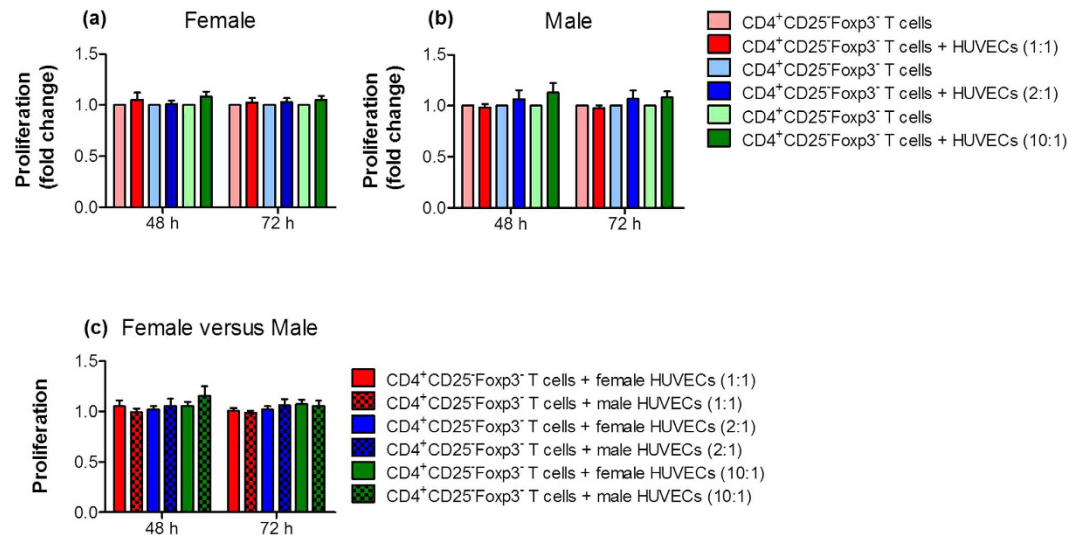 (a) Female
Proliferation
(fold change)
1.5
1.0
0.5
0.0
48 h 72 h
(b) Male
Proliferation
(fold change)
1.5
1.0
0.5
0.0
48 h 72 h
CD4⁺CD25⁻Foxp3⁻ T cells
CD4⁺CD25⁻Foxp3⁻ T cells + HUVECs (1:1)
CD4⁺CD25⁻Foxp3⁻ T cells
CD4⁺CD25⁻Foxp3⁻ T cells + HUVECs (2:1)
CD4⁺CD25⁻Foxp3⁻ T cells
CD4⁺CD25⁻Foxp3⁻ T cells + HUVECs (10:1)
(c) Female versus Male
Proliferation
1.5
1.0
0.5
0.0
48 h 72 h
CD4⁺CD25⁻Foxp3⁻ T cells + female HUVECs (1:1)
CD4⁺CD25⁻Foxp3⁻ T cells + male HUVECs (1:1)
CD4⁺CD25⁻Foxp3⁻ T cells + female HUVECs (2:1)
CD4⁺CD25⁻Foxp3⁻ T cells + male HUVECs (2:1)
CD4⁺CD25⁻Foxp3⁻ T cells + female HUVECs (10:1)
CD4⁺CD25⁻Foxp3⁻ T cells + male HUVECs (10:1)